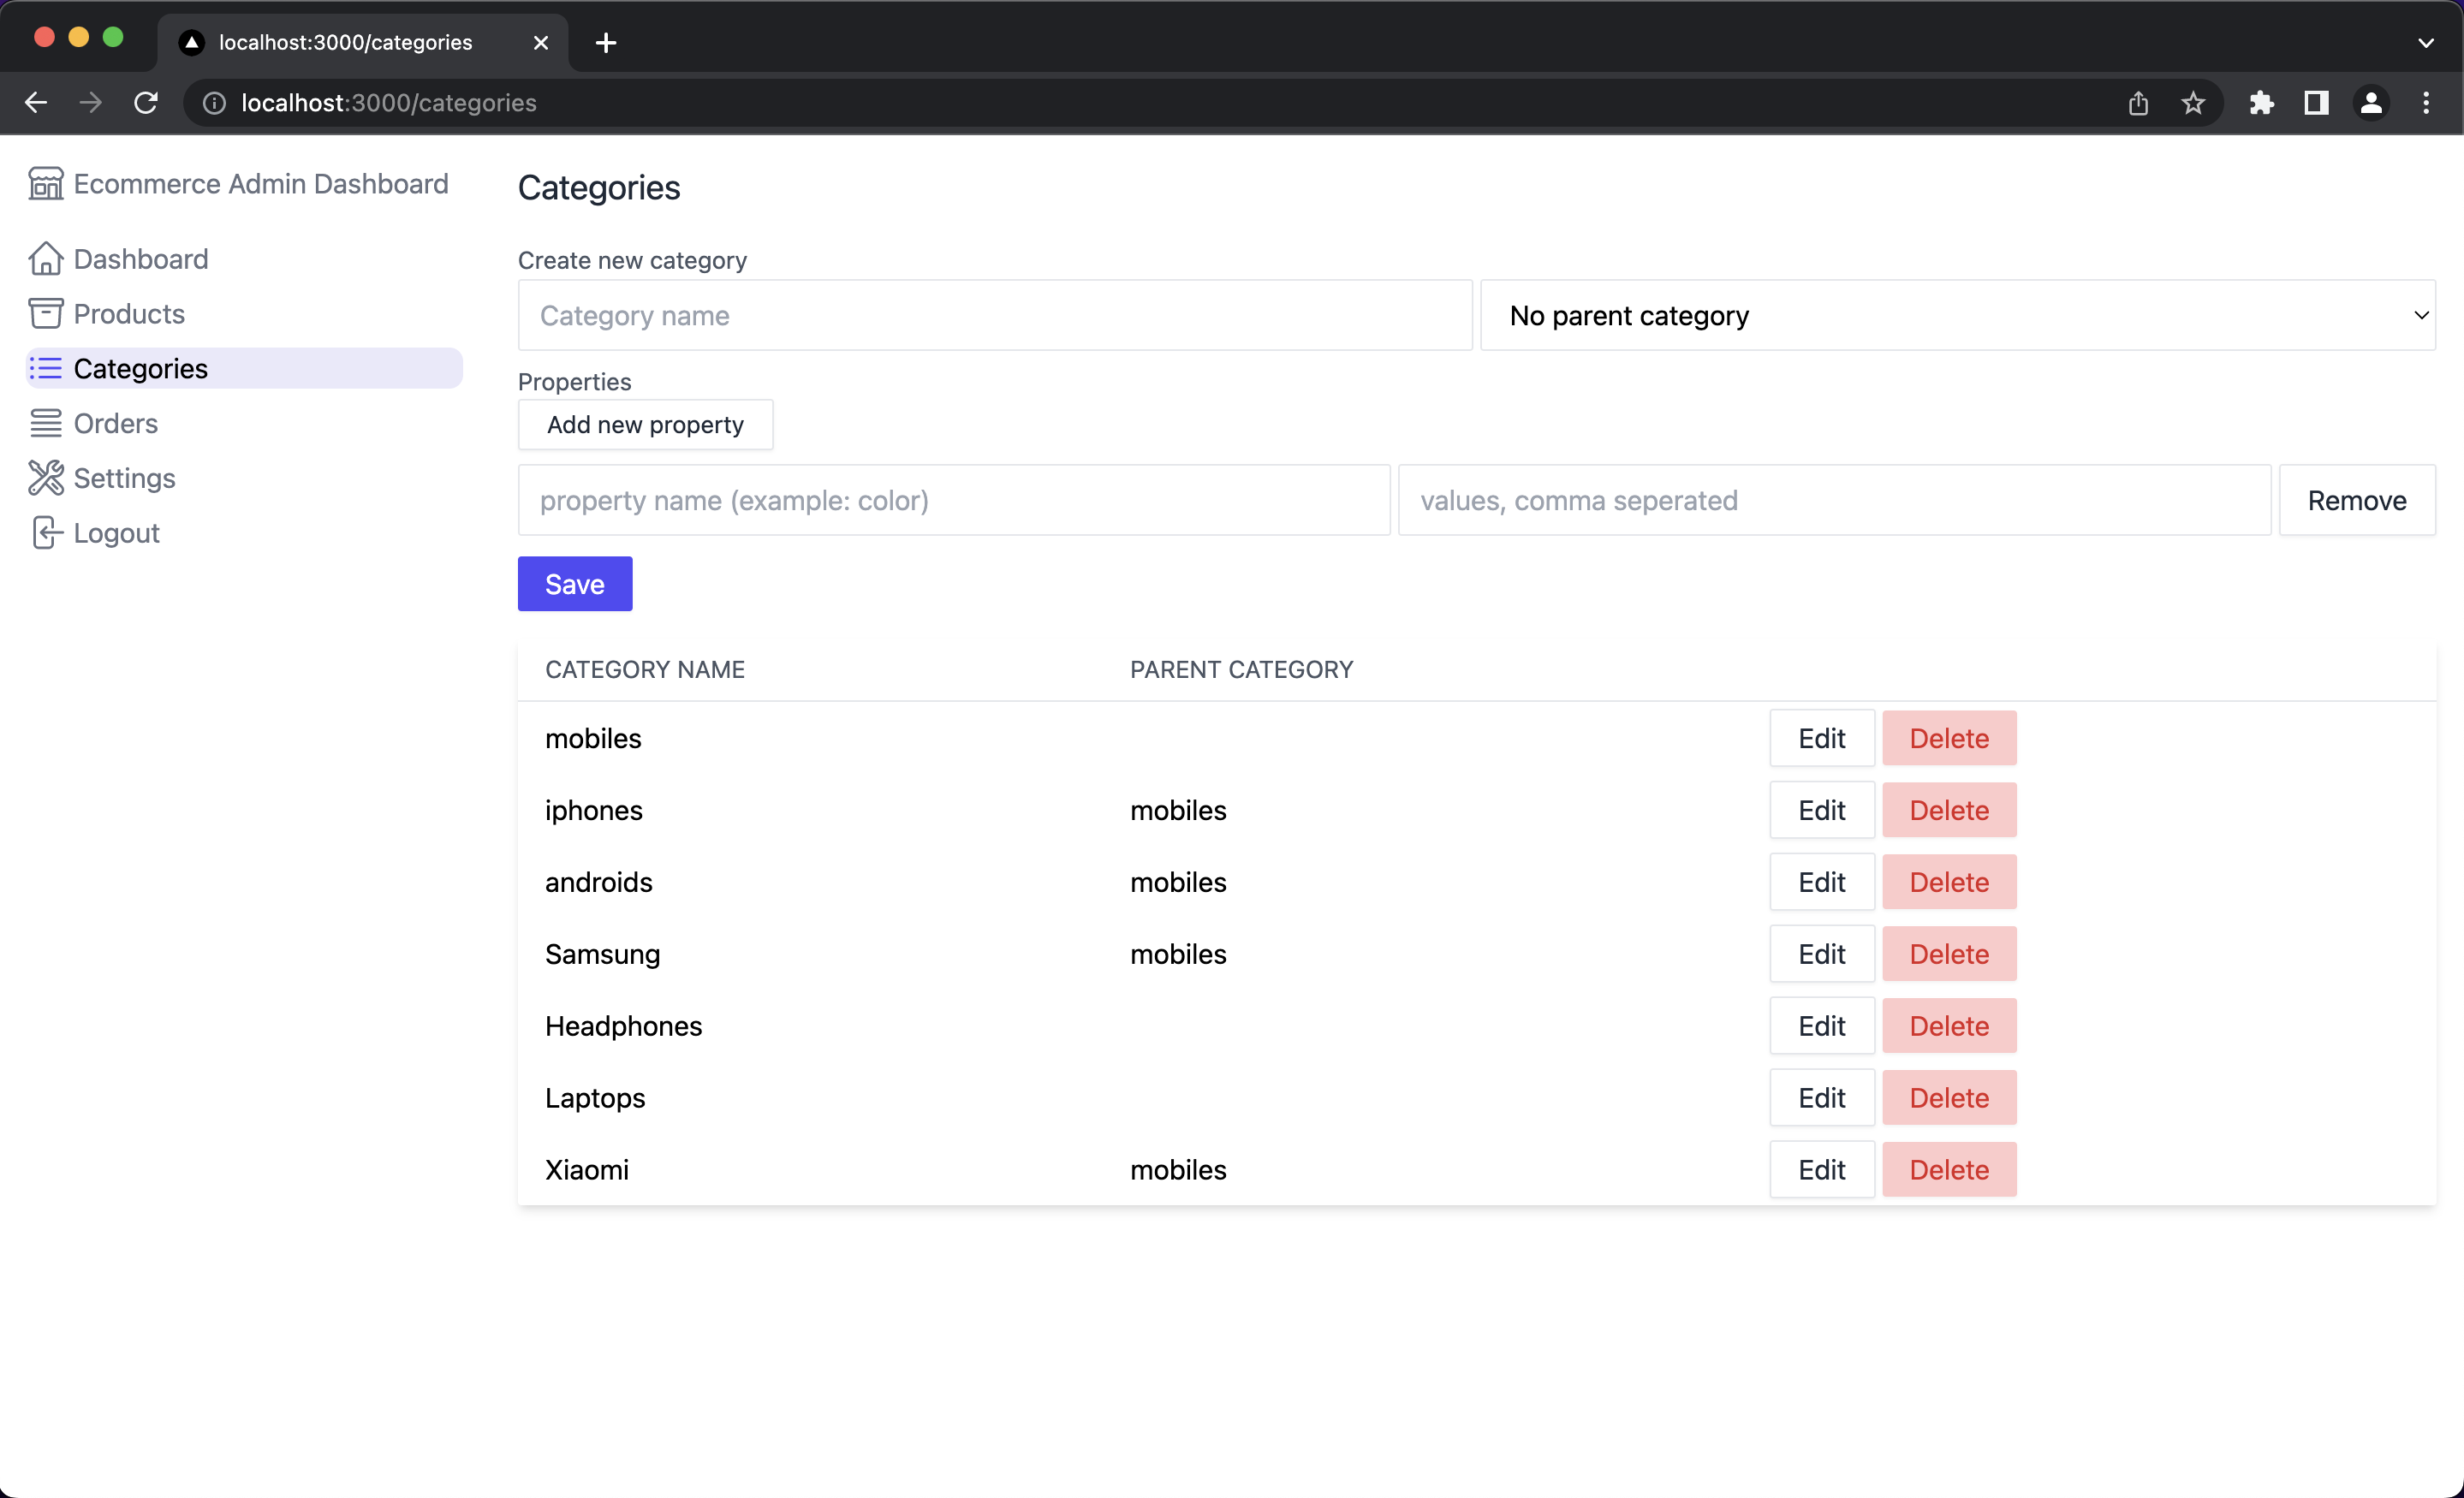 localhost:3000/categories
localhost:3000/categories
Ecommerce Admin Dashboard
Dashboard
Products
Categories
Orders
Settings
Logout
Categories
Create new category
Category name No parent category
Properties
Add new property
property name (example: color) values, comma seperated Remove
Save
CATEGORY NAME PARENT CATEGORY
mobiles Edit Delete
iphones mobiles Edit Delete
androids mobiles Edit Delete
Samsung mobiles Edit Delete
Headphones Edit Delete
Laptops Edit Delete
Xiaomi mobiles Edit Delete